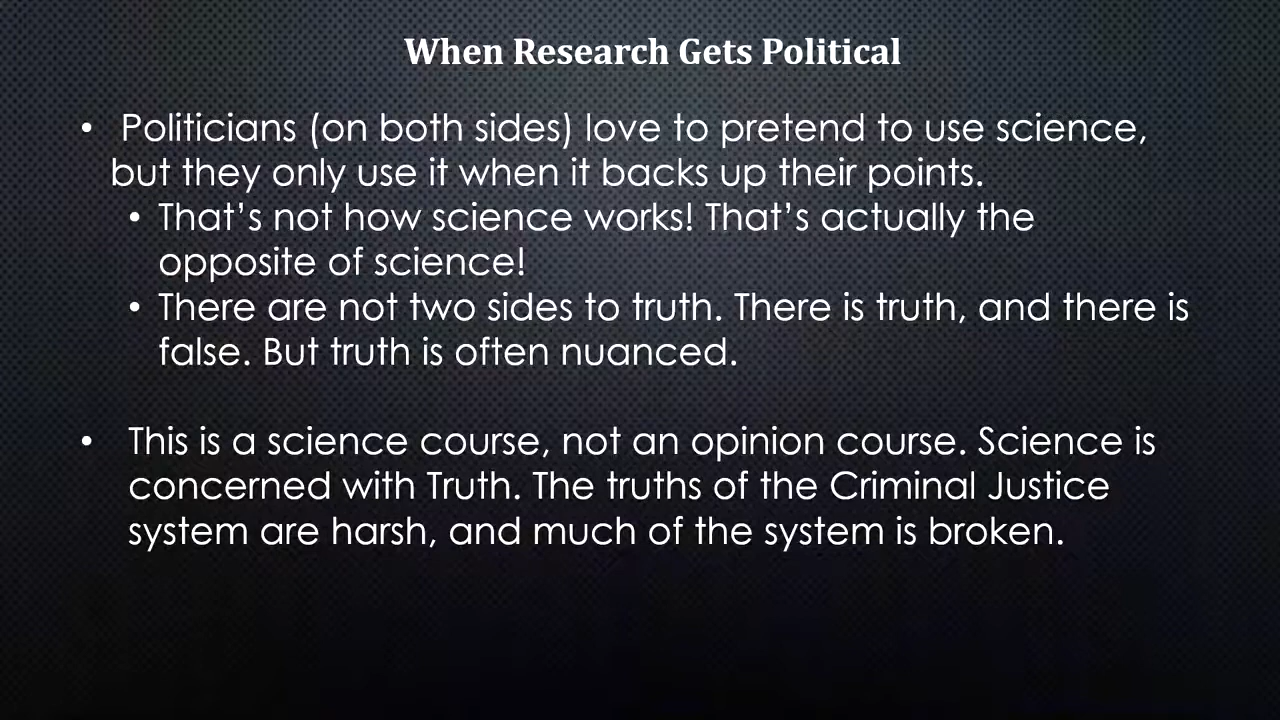 When Research Gets Political
• Politicians (on both sides) love to pretend to use science,
but they only use it when it backs up their points.
• That’s not how science works! That’s actually the
opposite of science!
• There are not two sides to truth. There is truth, and there is
false. But truth is often nuanced.
• This is a science course, not an opinion course. Science is
concerned with Truth. The truths of the Criminal Justice
system are harsh, and much of the system is broken.